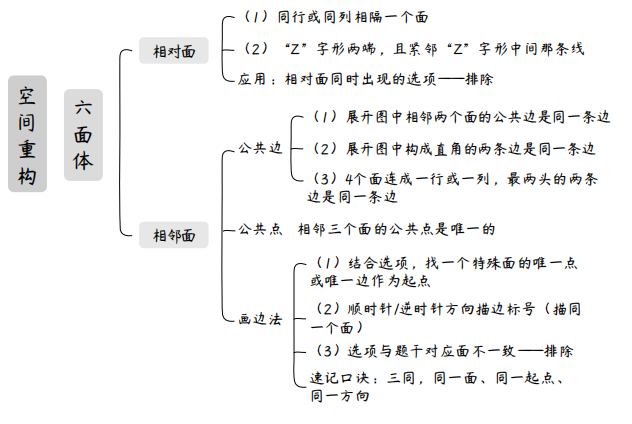 空间重构
六面体
相对面
（1）同行或同列相隔一个面
（2）“Z”字形两端，且紧邻“Z”字形中间那条线
应用：相对面同时出现的选项——排除
相邻面
公共边
（1）展开图中相邻两个面的公共边是同一条边
（2）展开图中构成直角的两条边是同一条边
（3）4个面连成一行或一列，最两头的两条
边是同一条边
公共点 相邻三个面的公共点是唯一的
画边法
（1）结合选项，找一个特殊面的唯一点
或唯一边作为起点
（2）顺时针/逆时针方向描边标号（描同
一个面）
（3）选项与题干对应面不一致——排除
速记口诀：三同，同一面、同一起点、
同一方向